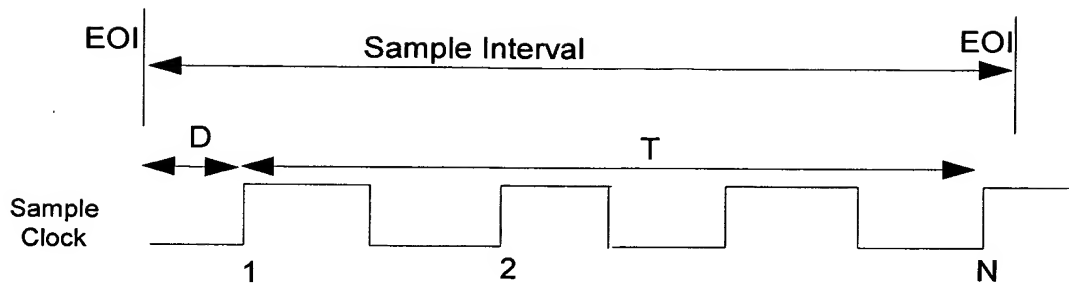 EOI
Sample Interval
EOI
D
T
Sample
Clock
1
2
N